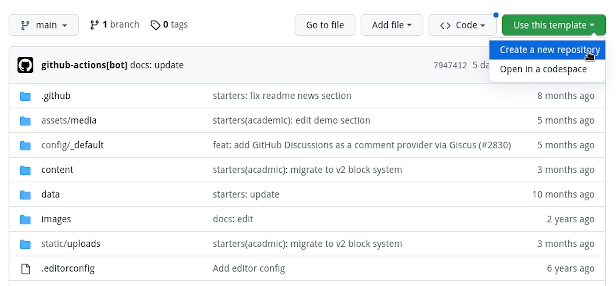 main 1 branch 0 tags Go to file Add file Code Use this template
Create a new repository
Open in a codespace
github-actions[bot] docs: update 7947412 5 da
.github starters: fix readme news section 8 months ago
assets/media starters(academic): edit demo section 5 months ago
config/_default feat: add GitHub Discussions as a comment provider via Giscus (#2830) 5 months ago
content starters(acadmic): migrate to v2 block system 3 months ago
data starters: update 10 months ago
images docs: edit 2 years ago
static/uploads starters(acadmic): migrate to v2 block system 3 months ago
.editorconfig Add editor config 6 years ago